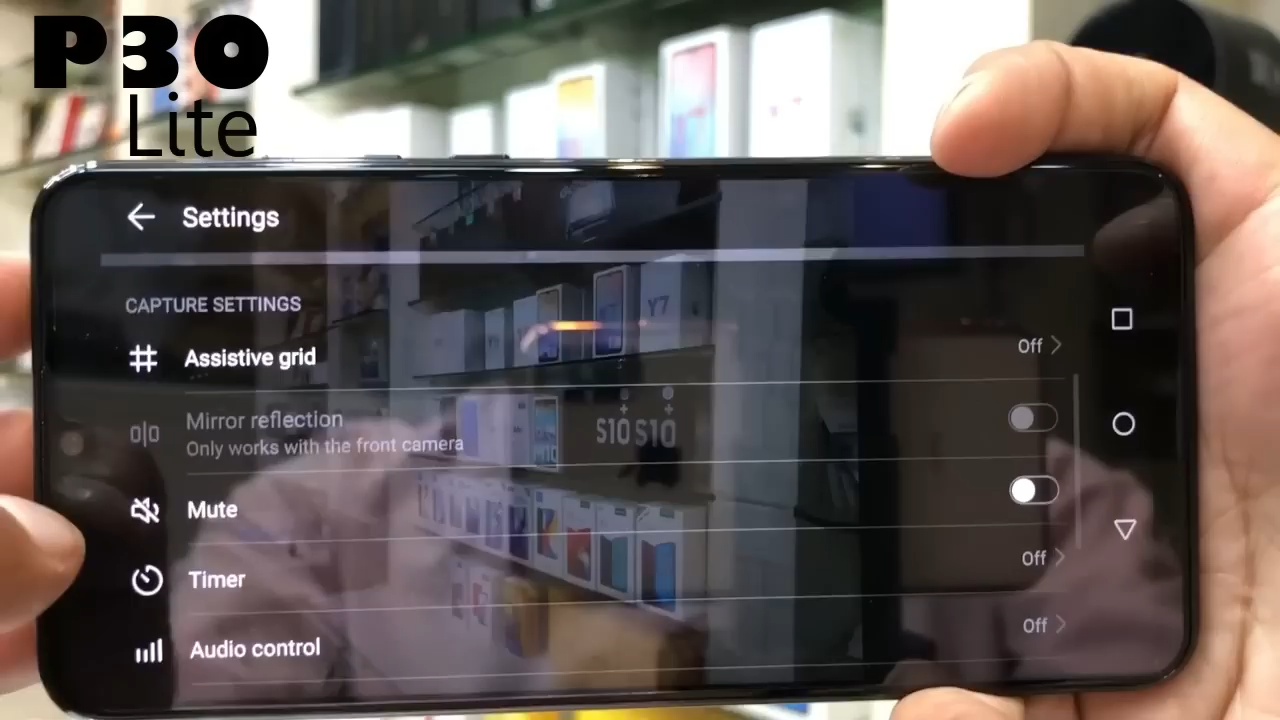 P30
Lite
Settings
CAPTURE SETTINGS
Assistive grid
Off
Mirror reflection
Only works with the front camera
Mute
Timer
Off
Audio control
Off
Y7
S10 S10